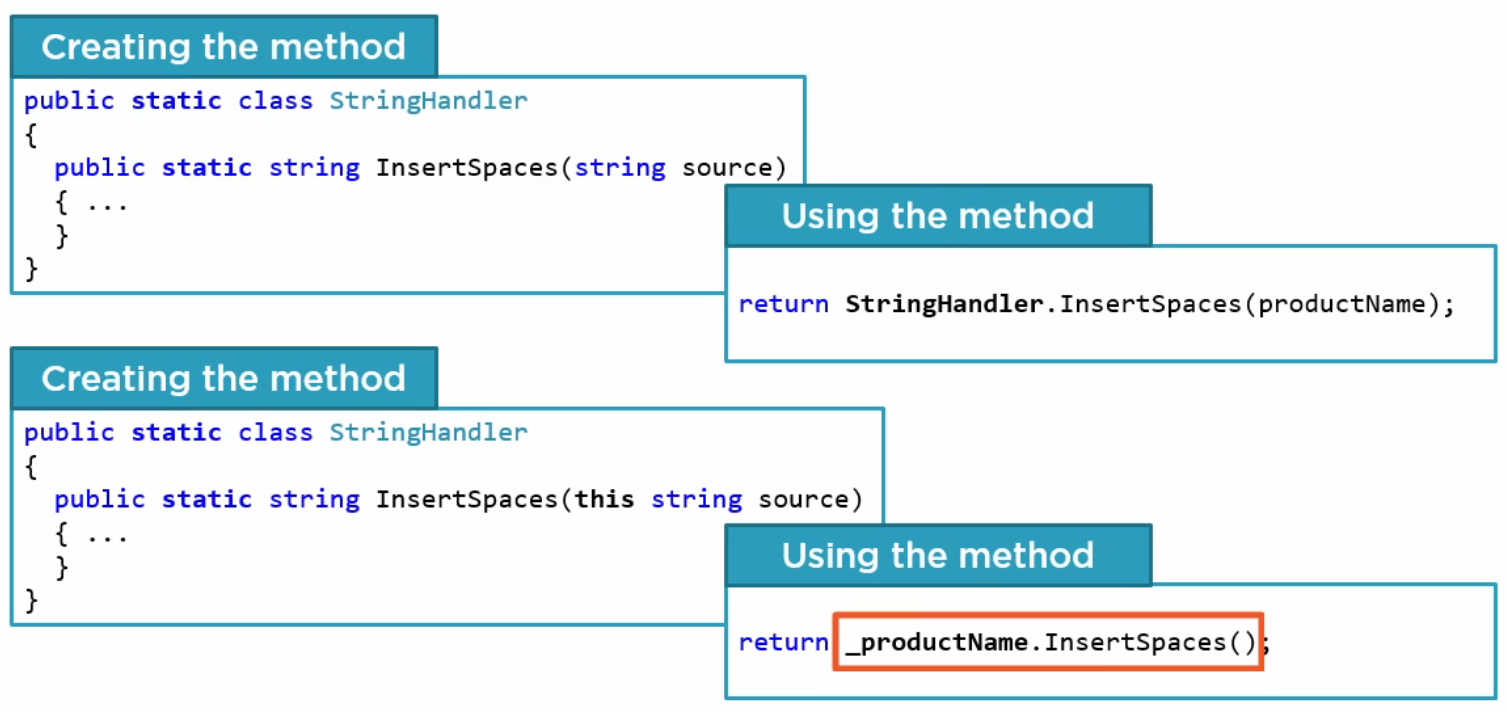 Creating the method
public static class StringHandler
{
  public static string InsertSpaces(string source)
  { ...
  }
}
Using the method
return StringHandler.InsertSpaces(productName);
Creating the method
public static class StringHandler
{
  public static string InsertSpaces(this string source)
  { ...
  }
}
Using the method
return _productName.InsertSpaces();